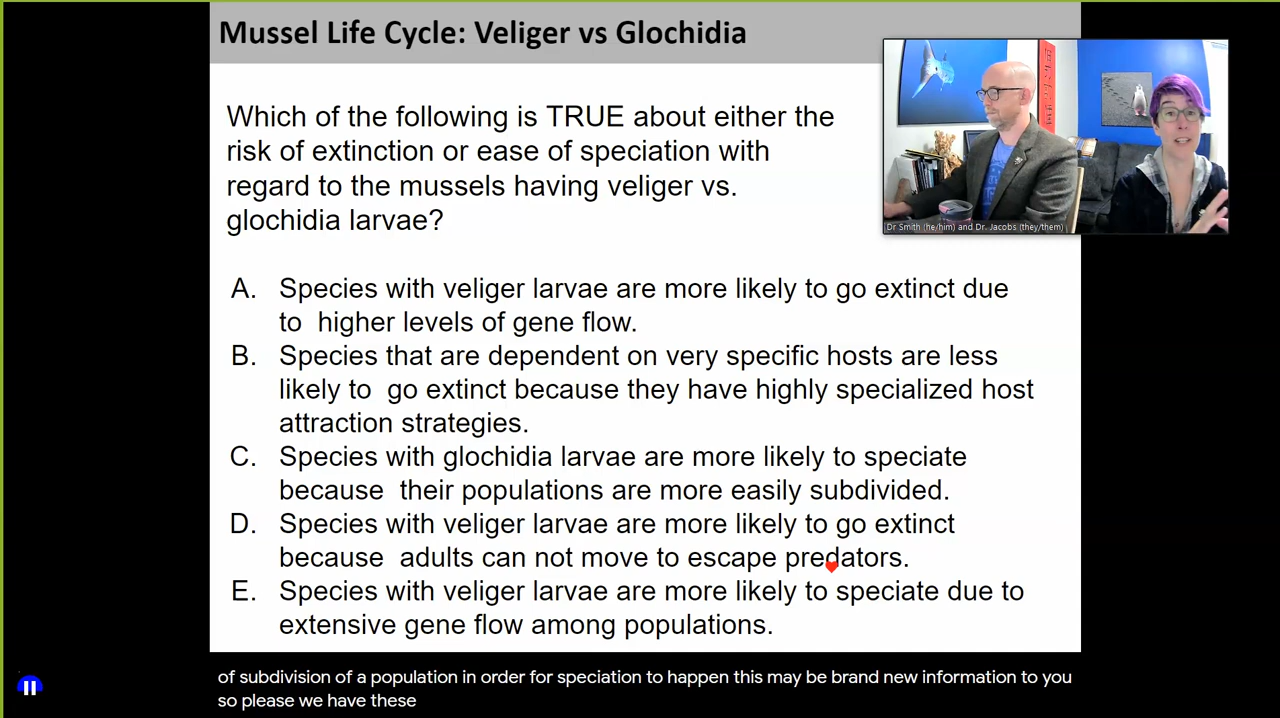 Mussel Life Cycle: Veliger vs Glochidia
Which of the following is TRUE about either the
risk of extinction or ease of speciation with
regard to the mussels having veliger vs.
glochidia larvae?
Dr Smith (he/him) and Dr. Jacobs (they/them)
A. Species with veliger larvae are more likely to go extinct due
to higher levels of gene flow.
B. Species that are dependent on very specific hosts are less
likely to go extinct because they have highly specialized host
attraction strategies.
C. Species with glochidia larvae are more likely to speciate
because their populations are more easily subdivided.
D. Species with veliger larvae are more likely to go extinct
because adults can not move to escape predators.
E. Species with veliger larvae are more likely to speciate due to
extensive gene flow among populations.
of subdivision of a population in order for speciation to happen this may be brand new information to you
so please we have these